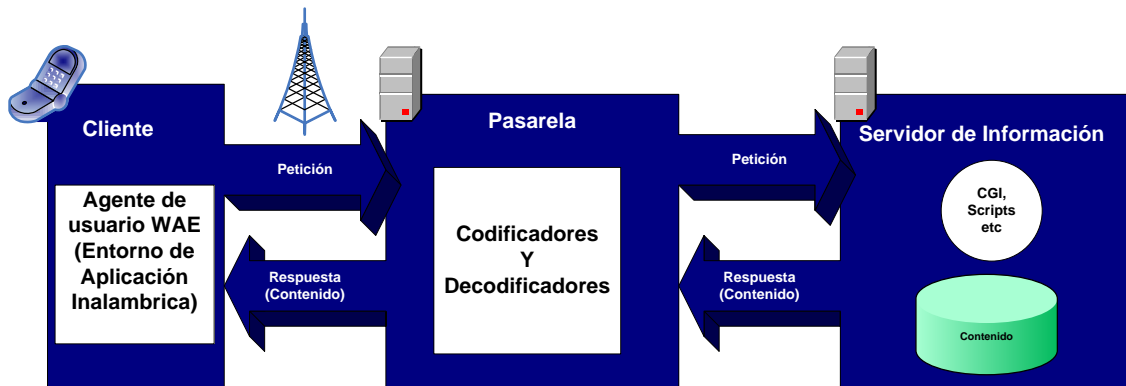 Cliente
Agente de
usuario WAE
(Entorno de
Aplicación
Inalambrica)
Petición
Respuesta
(Contenido)
Pasarela
Codificadores
Y
Decodificadores
Petición
Respuesta
(Contenido)
Servidor de Información
CGI,
Scripts
etc
Contenido